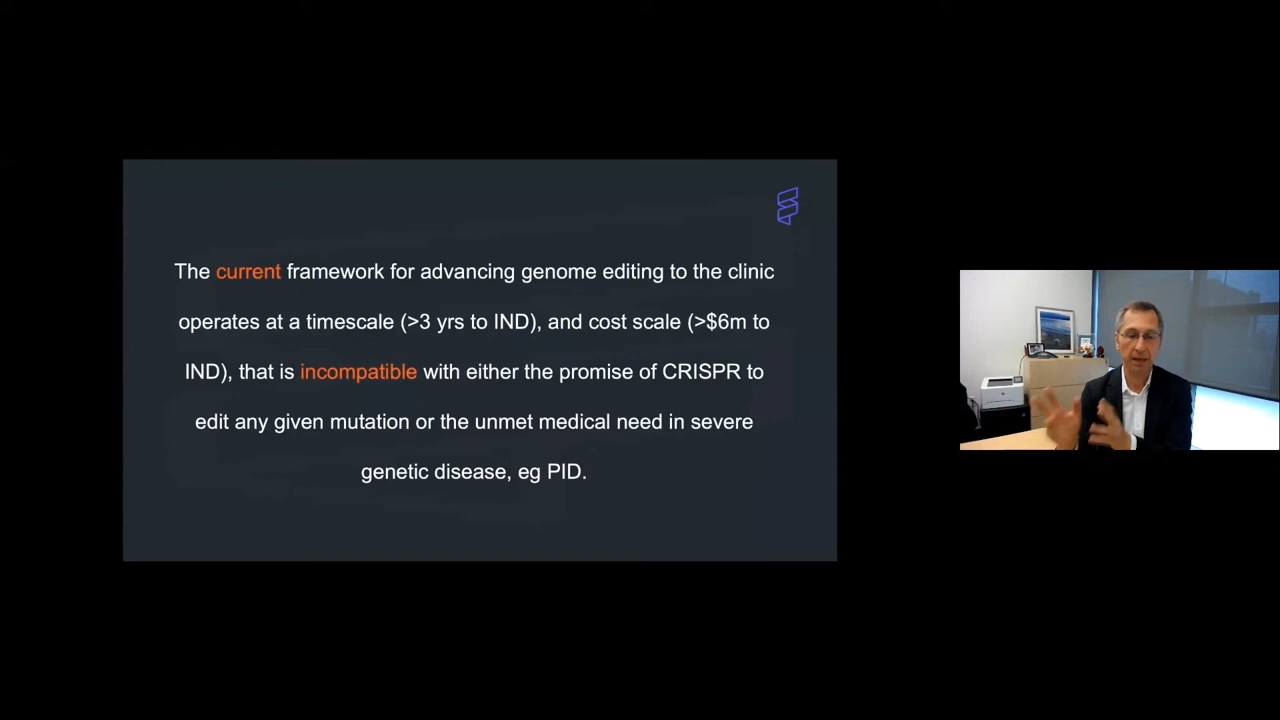 The current framework for advancing genome editing to the clinic
operates at a timescale (>3 yrs to IND), and cost scale (>$6m to
IND), that is incompatible with either the promise of CRISPR to
edit any given mutation or the unmet medical need in severe
genetic disease, eg PID.